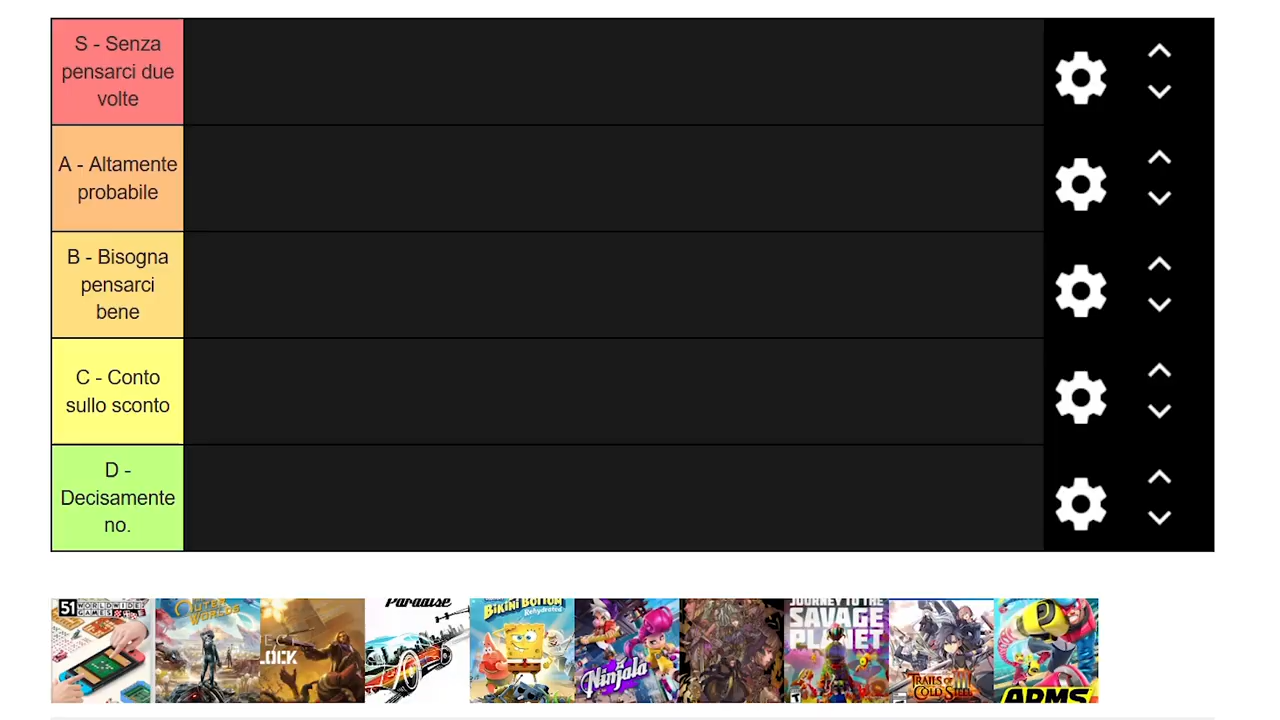 S - Senza
pensarci due
volte
A - Altamente
probabile
B - Bisogna
pensarci
bene
C - Conto
sullo sconto
D -
Decisamente
no.
51 WORLDWIDE
GAMES
OUTER
WORLDS
LOCK
Paradise
BIKINI BOTTOM
Rehydrated
Ninjala
JOURNEY TO THE
SAVAGE
PLANET
TRAILS OF
COLD STEEL III
ARMS